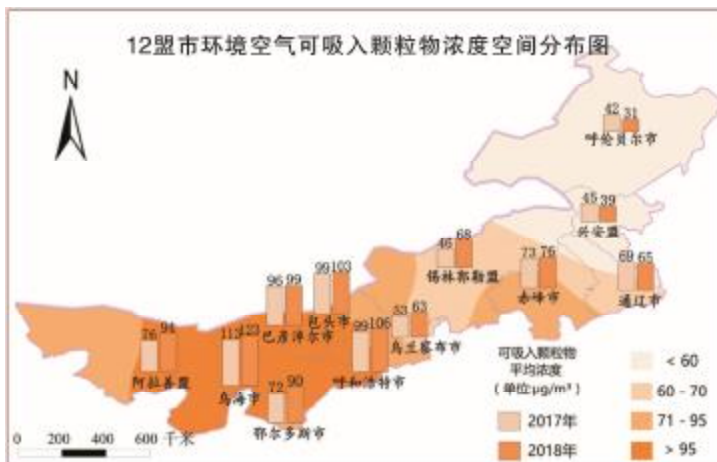 12盟市环境空气可吸入颗粒物浓度空间分布图
N
42 31
呼伦贝尔市
45 39
兴安盟
46 68
锡林郭勒盟
73 76
赤峰市
69 65
通辽市
99 103
包头市
96 99
巴彦淖尔市
53 63
乌兰察布市
99 106
呼和浩特市
76 94
阿拉善盟
123
乌海市
72 90
鄂尔多斯市
可吸入颗粒物
平均浓度
(单位:μg/m³)
2017年
2018年
< 60
60 - 70
71 - 95
> 95
0 200 400 600 千米